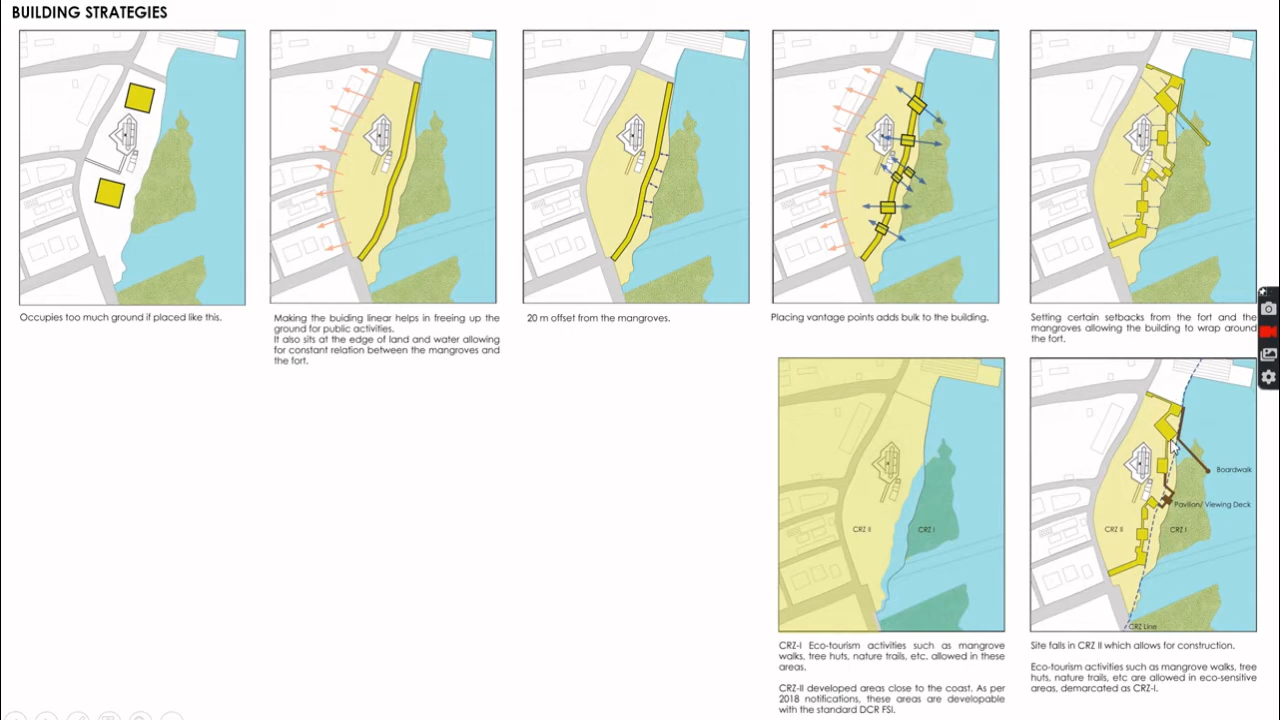 BUILDING STRATEGIES
Occupies too much ground if placed like this.
Making the buiding linear helps in freeing up the
ground for public activities.
It also sits at the edge of land and water allowing
for constant relation between the mangroves and
the fort.
20 m offset from the mangroves.
Placing vantage points adds bulk to the building.
Setting certain setbacks from the fort and the
mangroves allowing the building to wrap around
the fort.
CRZ II
CRZ I
CRZ-I Eco-tourism activities such as mangrove
walks, tree huts, nature trails, etc, allowed in these
areas.
CRZ-II developed areas close to the coast. As per
2018 notifications, these areas are developable
with the standard DCR FSI.
Boardwalk
Pavilion/ Viewing Deck
CRZ II
CRZ I
CRZ Line
Site falls in CRZ II which allows for construction.
Eco-tourism activities such as mangrove walks, tree
huts, nature trails, etc are allowed in eco-sensitive
areas, demarcated as CRZ-I.